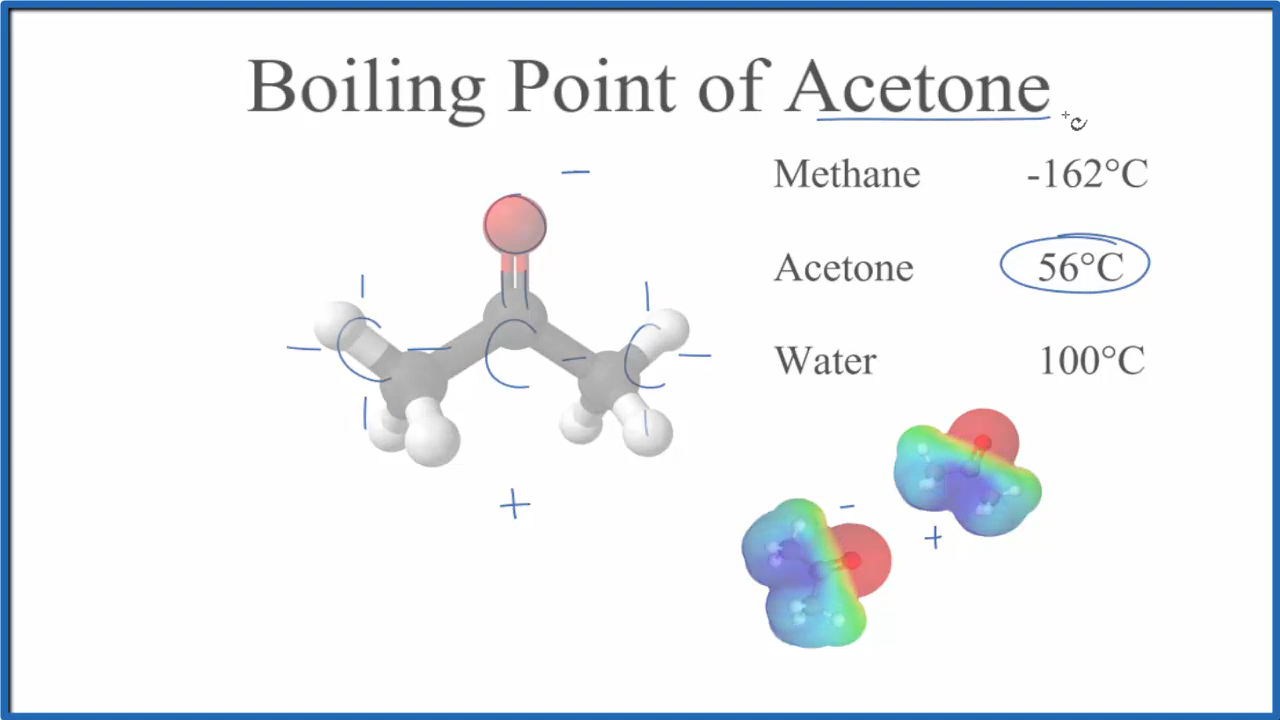 Boiling Point of Acetone
Methane -162°C
Acetone 56°C
Water 100°C
−
+
−
+